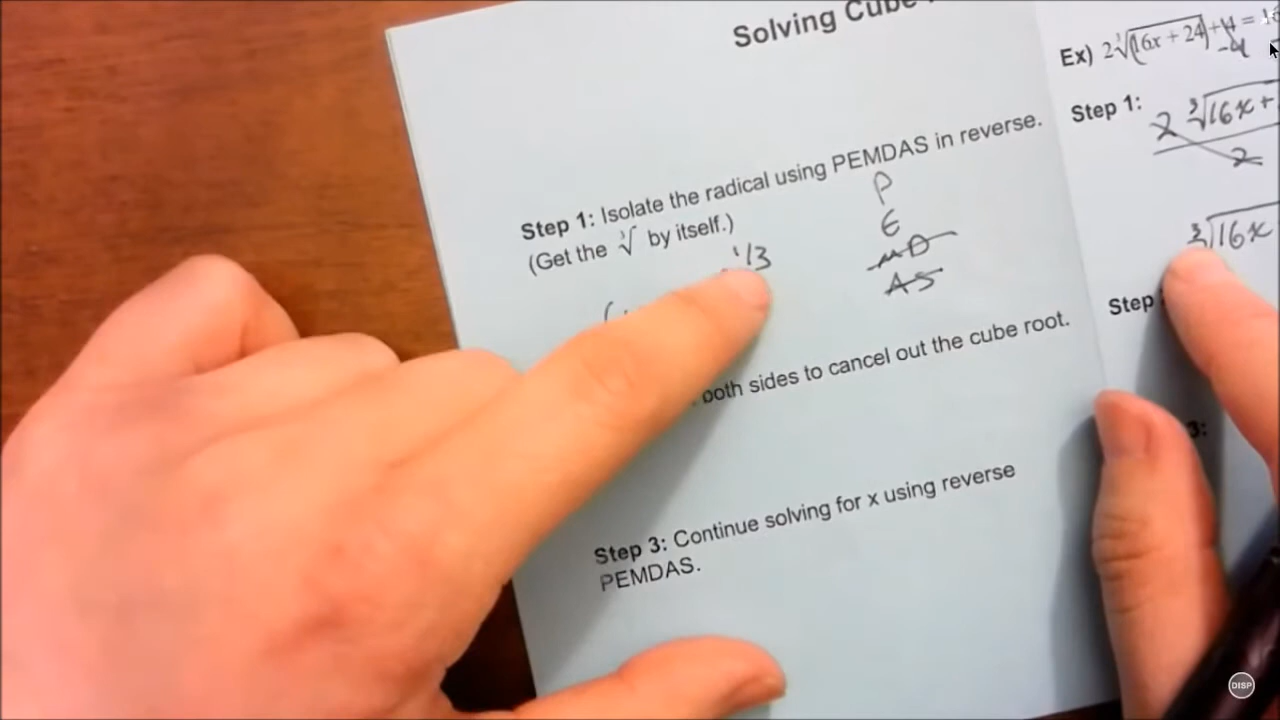 Solving Cube
Step 1: Isolate the radical using PEMDAS in reverse.
(Get the ∛ by itself.)
1/3
P
E
MD
AS
both sides to cancel out the cube root.
Step 3: Continue solving for x using reverse
PEMDAS.
Ex) 2∛(16x + 24) + 4 =
-4
Step 1:
2 ∛16x +
2
∛16x
Step
3:
DISP